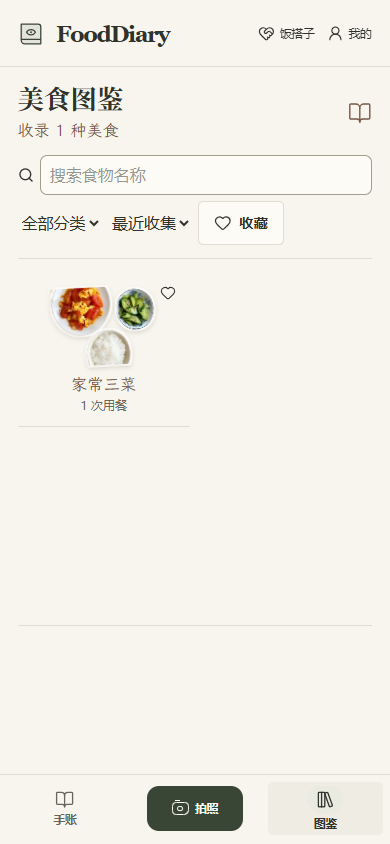 FoodDiary
饭搭子
我的
美食图鉴
收录 1 种美食
搜索食物名称
全部分类
最近收集
收藏
家常三菜
1 次用餐
手账
拍照
图鉴